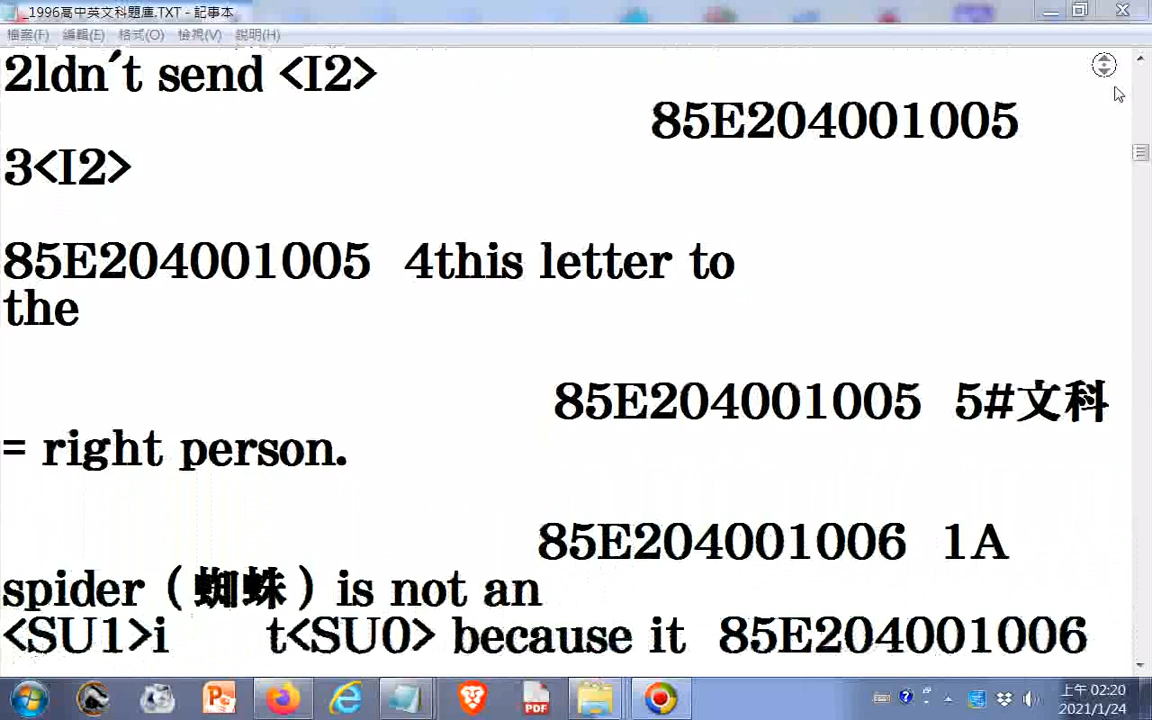 _1996高中英文科題庫.TXT - 記事本
檔案(F) 編輯(E) 格式(O) 檢視(V) 說明(H)
2ldn´t send <I2>
85E204001005
3<I2>
85E204001005 4this letter to
the
85E204001005 5#文科
= right person.
85E204001006 1A
spider（蜘蛛）is not an
<SU1>i t<SU0> because it 85E204001006
PDF
上午 02:20
2021/1/24